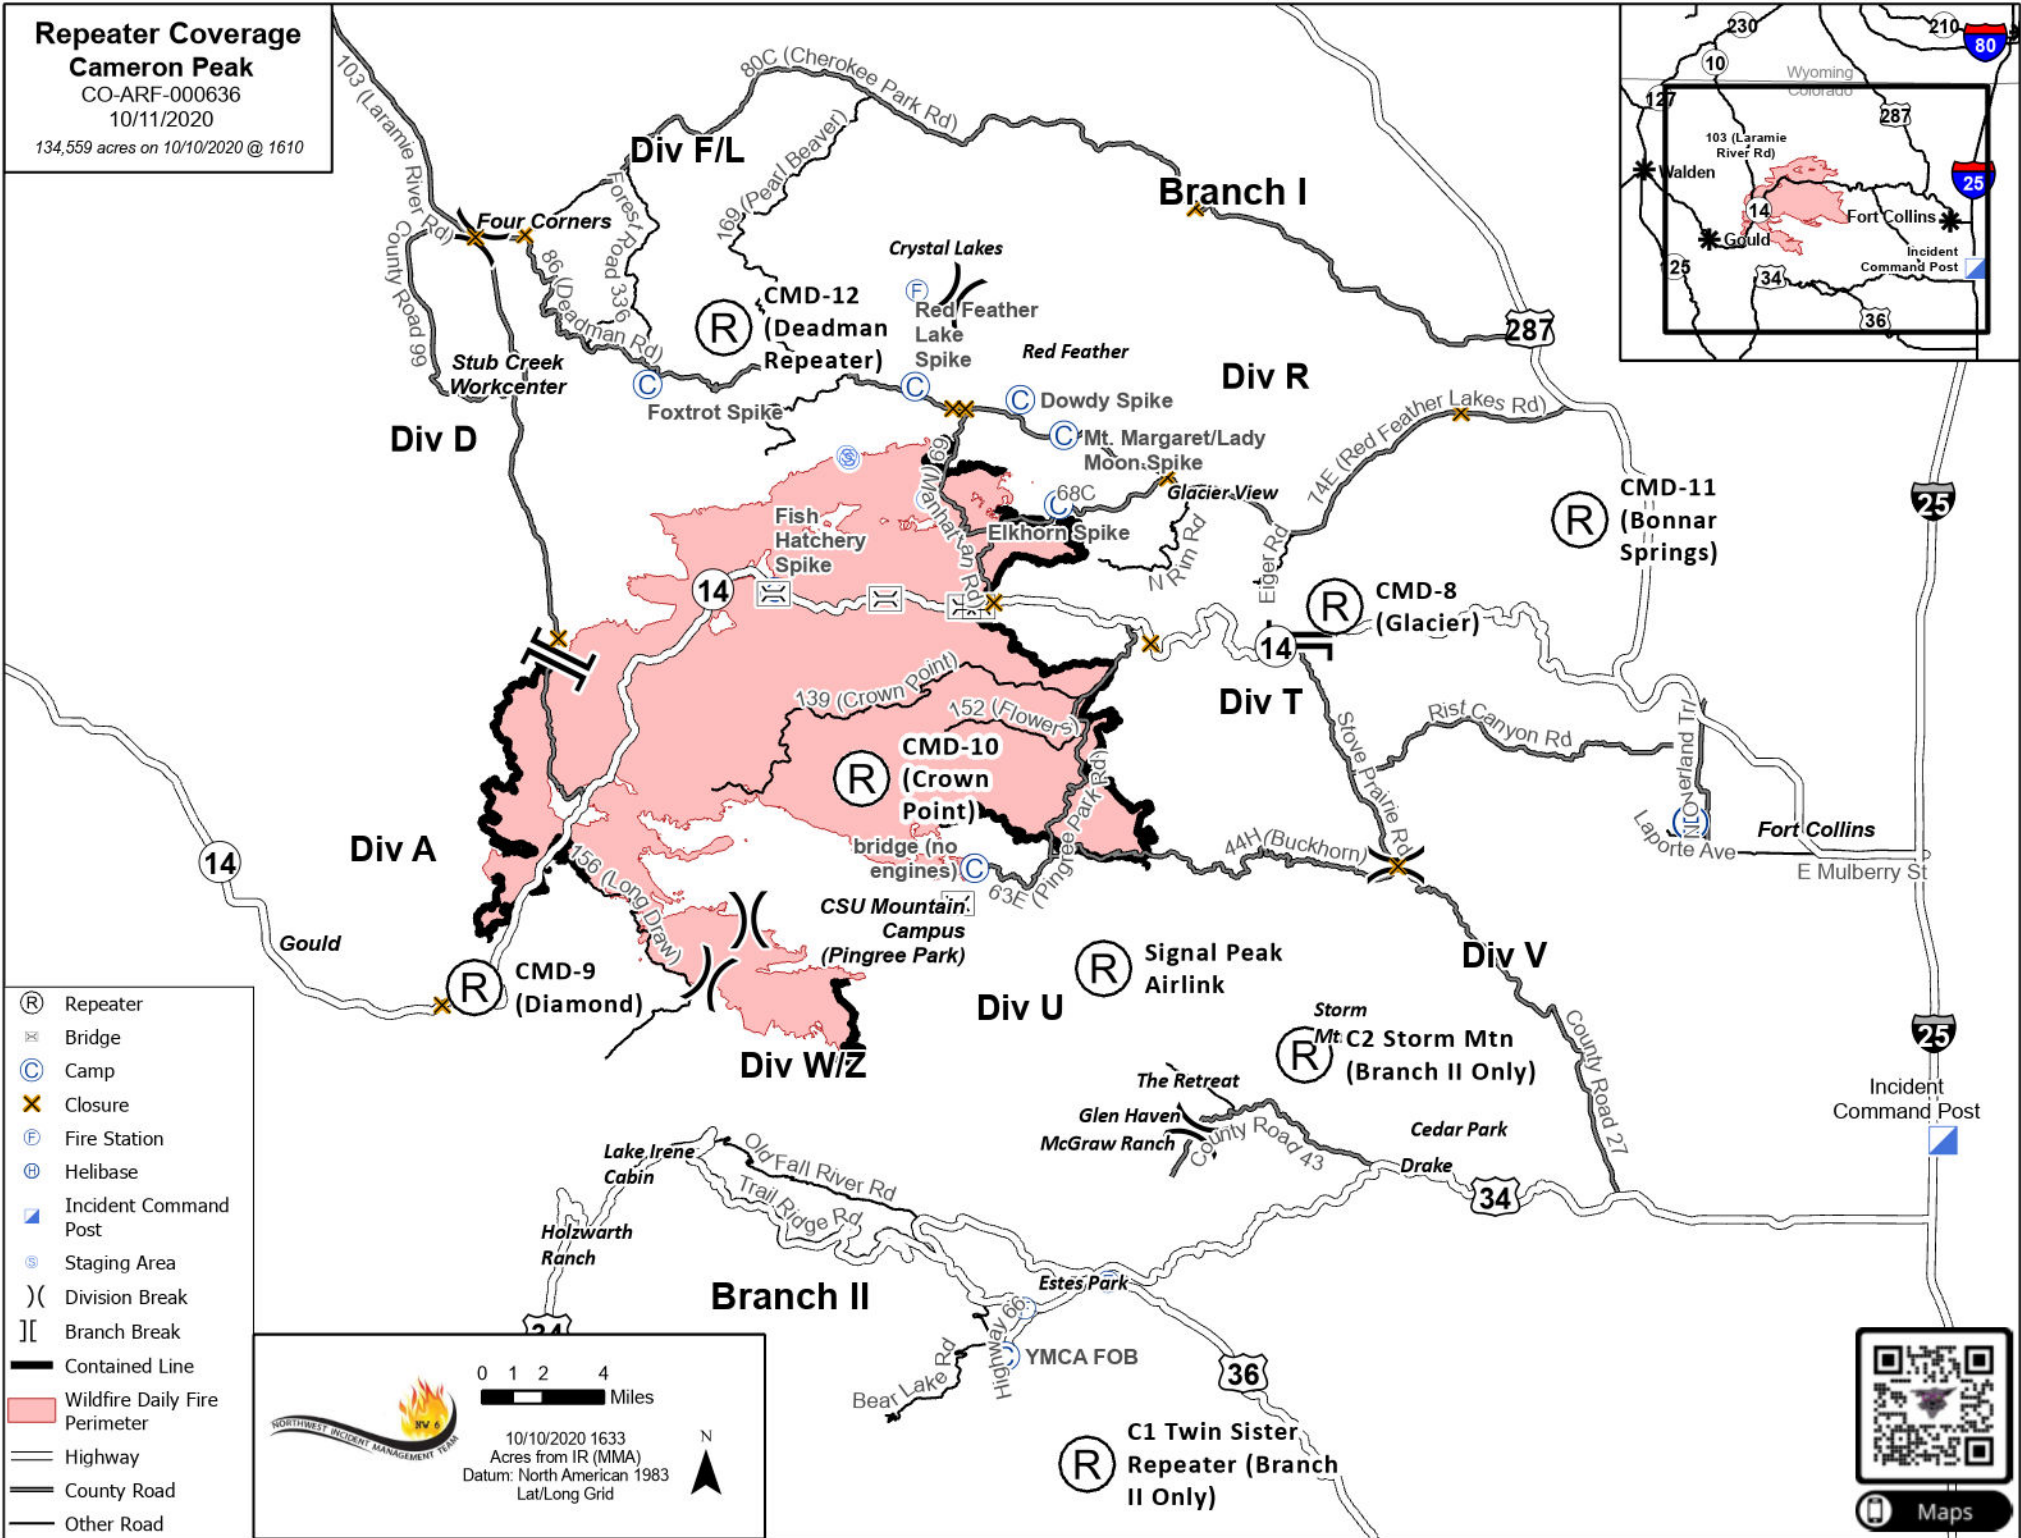 Repeater Coverage
Cameron Peak
CO-ARF-000636
10/11/2020
134,559 acres on 10/10/2020 @ 1610
103 (Laramie River Rd)
80C (Cherokee Park Rd)
Div F/L
169 (Pearl Beaver)
Forest Road 336
Branch I
Four Corners
County Road 99
86 (Deadman Rd)
Crystal Lakes
F
Red Feather
Lake
Spike
R
CMD-12
(Deadman
Repeater)
Red Feather
287
Stub Creek
Workcenter
C
Foxtrot Spike
C
C
Dowdy Spike
Div R
C
Mt. Margaret/Lady
Moon Spike
74E (Red Feather Lakes Rd)
Div D
S
69 (Manhattan Rd)
68C
C
Elkhorn Spike
Glacier View
N Rim Rd
Eiger Rd
R
CMD-11
(Bonnar
Springs)
25
Fish
Hatchery
Spike
14
R
CMD-8
(Glacier)
14
Div T
139 (Crown Point)
152 (Flowers)
R
CMD-10
(Crown
Point)
63E (Pingree Park Rd)
Stove Prairie Rd
Rist Canyon Rd
N Overland Trl
Laporte Ave
Fort Collins
E Mulberry St
44H (Buckhorn)
Div A
14
156 (Long Draw)
bridge (no
engines)
C
CSU Mountain
Campus
(Pingree Park)
Gould
R
CMD-9
(Diamond)
Div W/Z
Div U
R
Signal Peak
Airlink
Div V
Storm
Mt.
R
C2 Storm Mtn
(Branch II Only)
County Road 27
25
Incident
Command Post
The Retreat
Glen Haven
McGraw Ranch
County Road 43
Cedar Park
Drake
34
Lake Irene
Cabin
Old Fall River Rd
Trail Ridge Rd
Holzwarth
Ranch
34
Branch II
Estes Park
Highway 66
C
YMCA FOB
Bear Lake Rd
36
R
C1 Twin Sister
Repeater (Branch
II Only)
230
210
80
10
Wyoming
Colorado
127
287
103 (Laramie
River Rd)
Walden
25
14
Fort Collins
Gould
Incident
Command Post
125
34
36
R Repeater
Bridge
C Camp
Closure
F Fire Station
H Helibase
Incident Command
Post
S Staging Area
)( Division Break
][ Branch Break
Contained Line
Wildfire Daily Fire
Perimeter
Highway
County Road
Other Road
NORTHWEST INCIDENT MANAGEMENT TEAM
NW 6
0 1 2 4
Miles
10/10/2020 1633
Acres from IR (MMA)
Datum: North American 1983
Lat/Long Grid
N
Maps